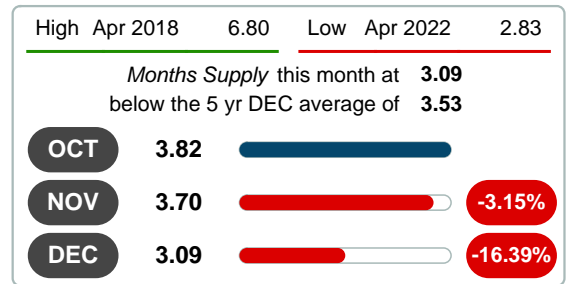 High Apr 2018 6.80 Low Apr 2022 2.83
Months Supply this month at 3.09
below the 5 yr DEC average of 3.53
OCT 3.82
NOV 3.70 -3.15%
DEC 3.09 -16.39%